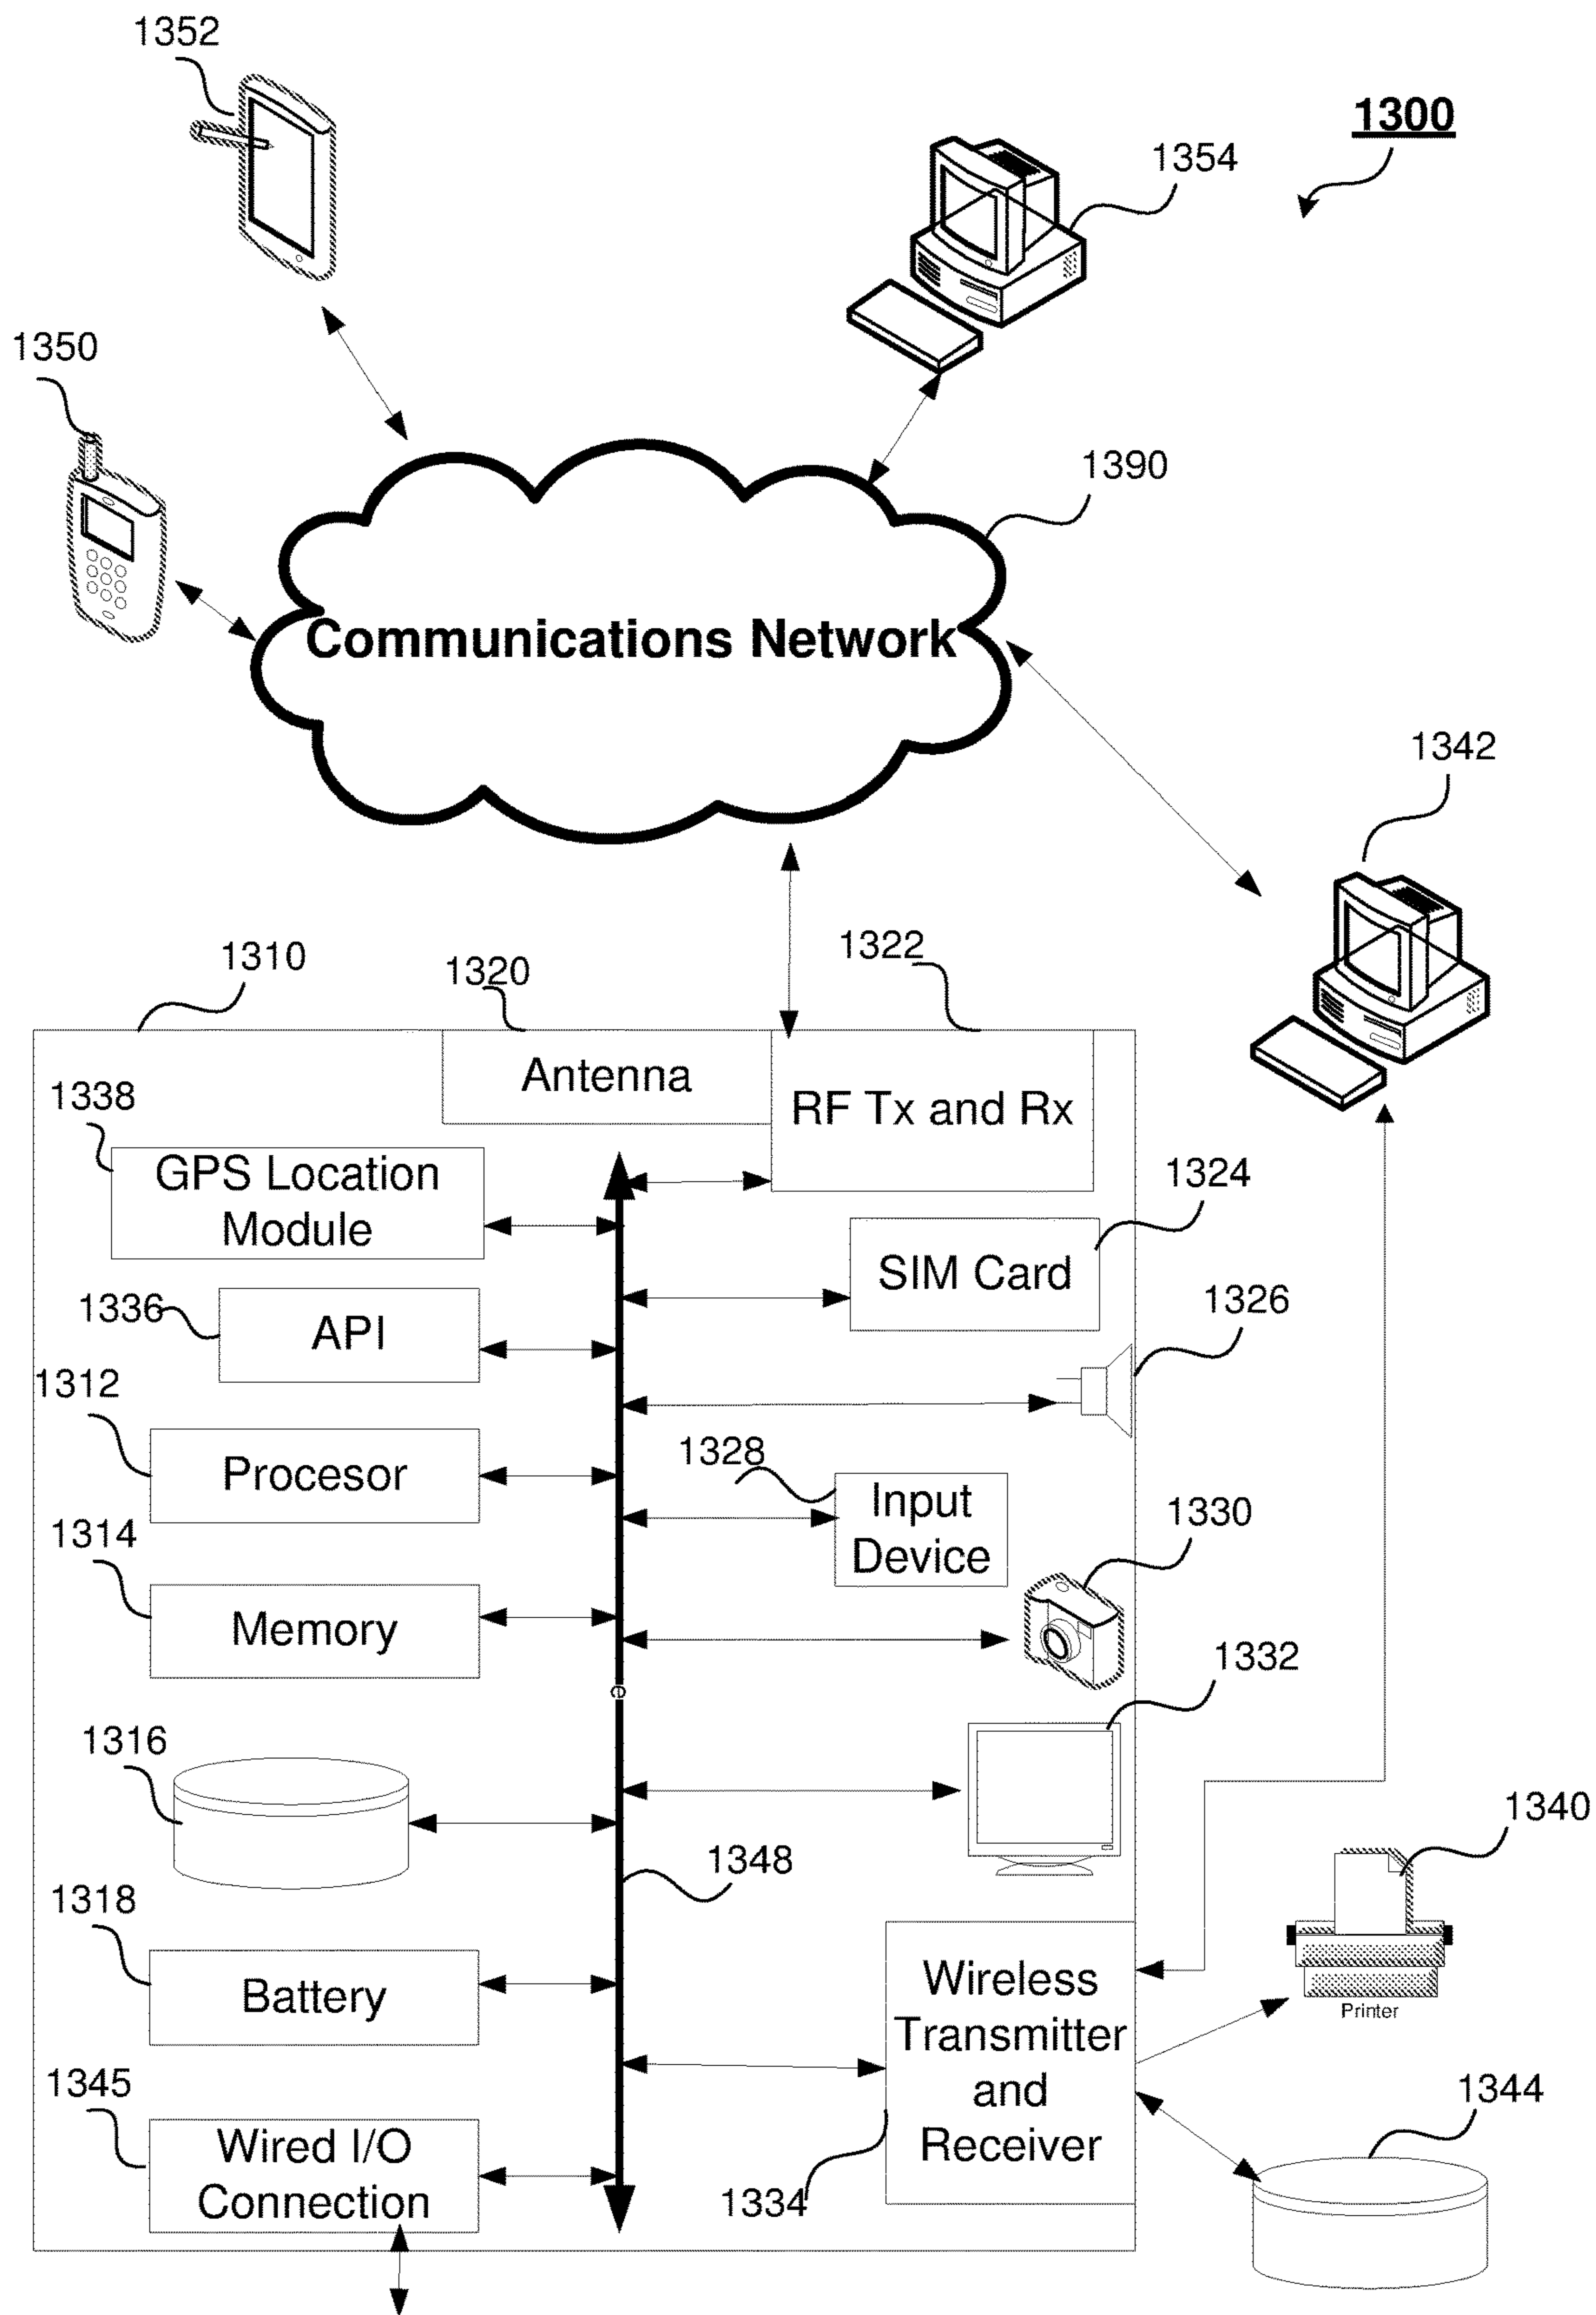 1352
1300
1354
1350
1390
Communications Network
1342
1310
1320
1322
Antenna
RF Tx and Rx
1338
GPS Location
Module
1324
SIM Card
1336
API
1326
1312
Procesor
1328
Input
Device
1330
1314
Memory
1332
e
1316
1340
1348
1318
Battery
Wireless
Transmitter
and
Receiver
Printer
1345
Wired I/O
Connection
1344
1334